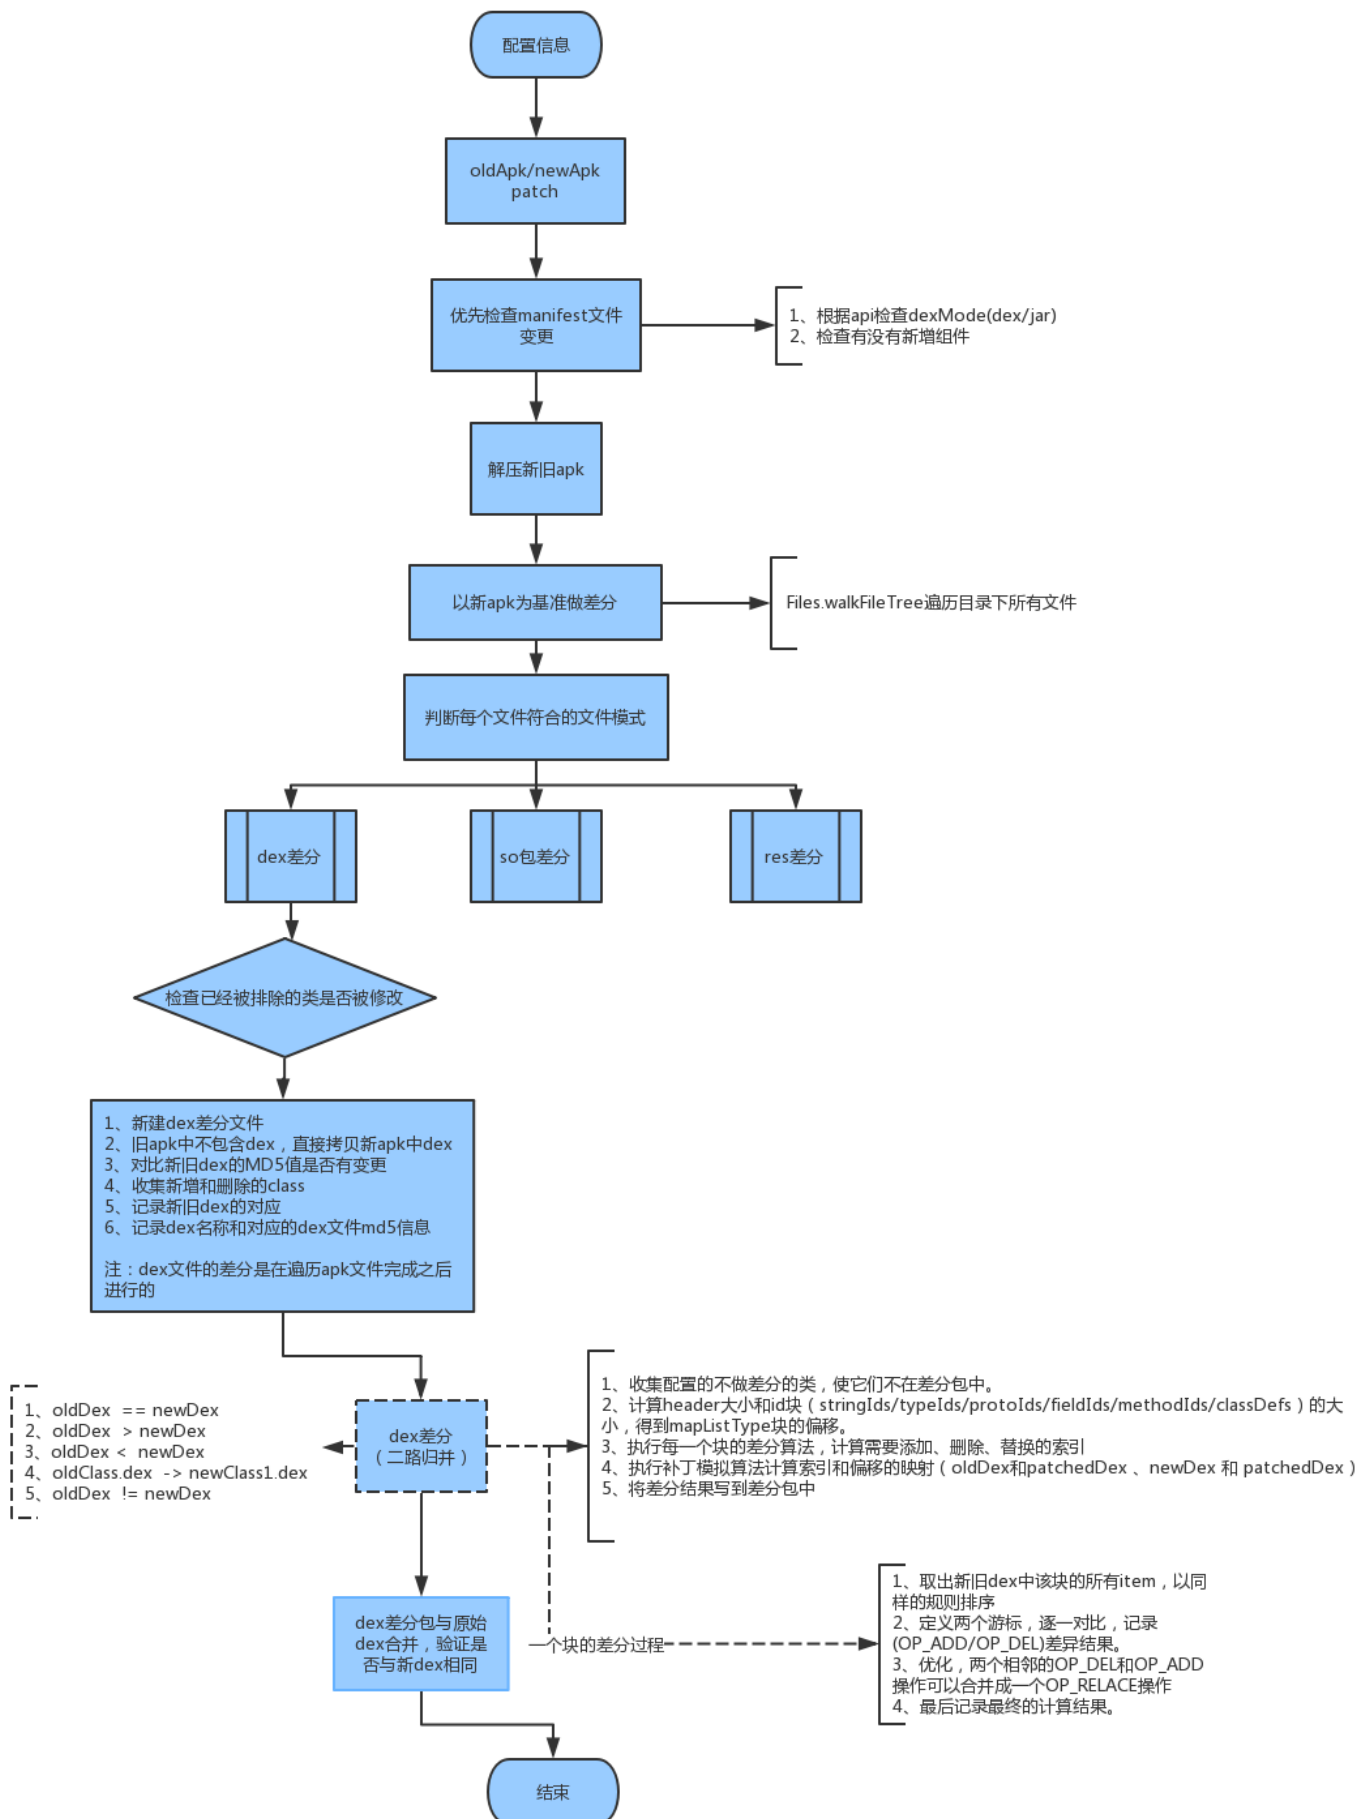 配置信息
oldApk/newApk
patch
优先检查manifest文件
变更
1、根据api检查dexMode(dex/jar)
2、检查有没有新增组件
解压新旧apk
以新apk为基准做差分
Files.walkFileTree遍历目录下所有文件
判断每个文件符合的文件模式
dex差分
so包差分
res差分
检查已经被排除的类是否被修改
1、新建dex差分文件
2、旧apk中不包含dex，直接拷贝新apk中dex
3、对比新旧dex的MD5值是否有变更
4、收集新增和删除的class
5、记录新旧dex的对应
6、记录dex名称和对应的dex文件md5信息
注：dex文件的差分是在遍历apk文件完成之后
进行的
1、oldDex == newDex
2、oldDex > newDex
3、oldDex < newDex
4、oldClass.dex -> newClass1.dex
5、oldDex != newDex
dex差分
（二路归并）
1、收集配置的不做差分的类，使它们不在差分包中。
2、计算header大小和id块（stringIds/typeIds/protoIds/fieldIds/methodIds/classDefs）的大
小，得到mapListType块的偏移。
3、执行每一个块的差分算法，计算需要添加、删除、替换的索引
4、执行补丁模拟算法计算索引和偏移的映射（oldDex和patchedDex 、newDex 和 patchedDex）
5、将差分结果写到差分包中
dex差分包与原始
dex合并，验证是
否与新dex相同
一个块的差分过程
1、取出新旧dex中该块的所有item，以同
样的规则排序
2、定义两个游标，逐一对比，记录
(OP_ADD/OP_DEL)差异结果。
3、优化，两个相邻的OP_DEL和OP_ADD
操作可以合并成一个OP_RELACE操作
4、最后记录最终的计算结果。
结束